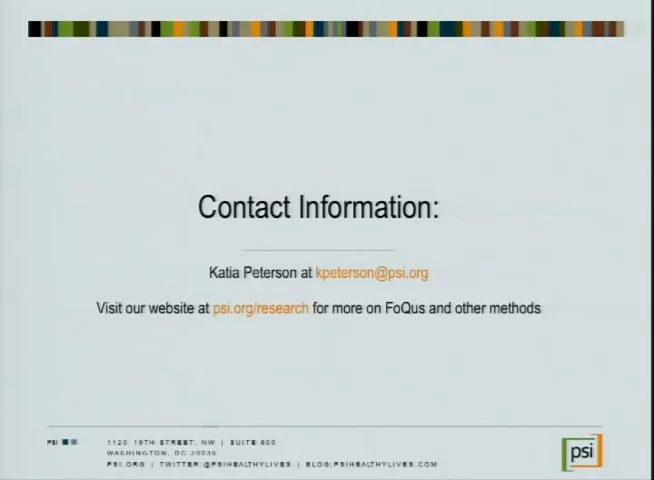 Contact Information:
Katia Peterson at kpeterson@psi.org
Visit our website at psi.org/research for more on FoQus and other methods
PSI
1120 19TH STREET, NW | SUITE 600
WASHINGTON, DC 20036
PSI.ORG | TWITTER: @PSIHEALTHYLIVES | BLOG: PSIHEALTHYLIVES.COM
psi